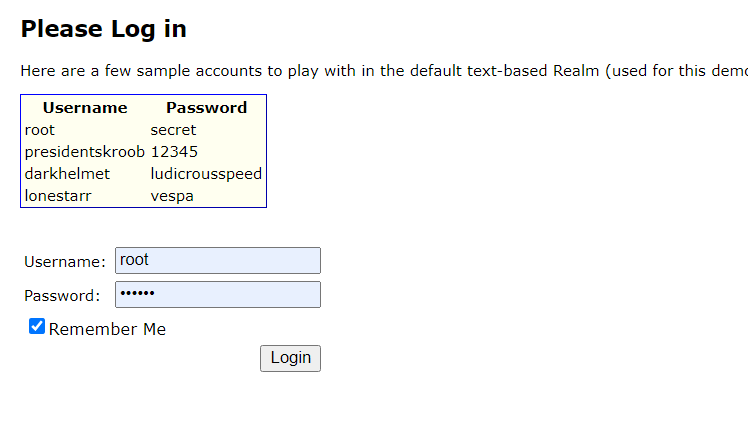 Please Log in
Here are a few sample accounts to play with in the default text-based Realm (used for this demo
Username Password
root secret
presidentskroob 12345
darkhelmet ludicrousspeed
lonestarr vespa
Username: root
Password: ••••••
Remember Me
Login